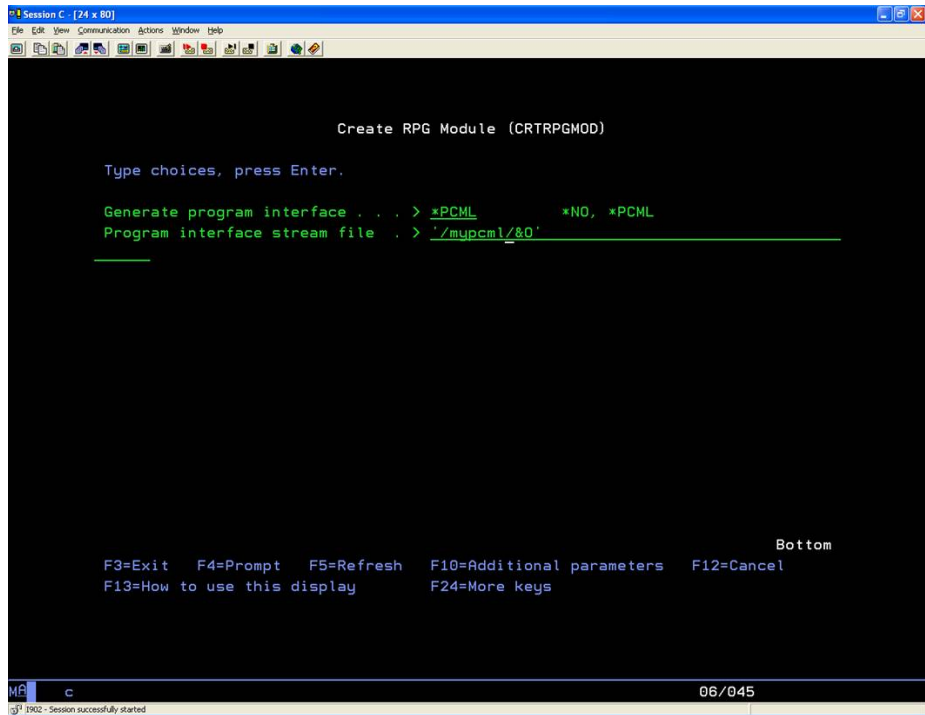 Session C - [24 x 80]
File Edit View Communication Actions Window Help
Create RPG Module (CRTRPGMOD)
Type choices, press Enter.
Generate program interface . . . > *PCML *NO, *PCML
Program interface stream file . > '/mypcml/&O'
Bottom
F3=Exit F4=Prompt F5=Refresh F10=Additional parameters F12=Cancel
F13=How to use this display F24=More keys
MA c 06/045
I902 - Session successfully started